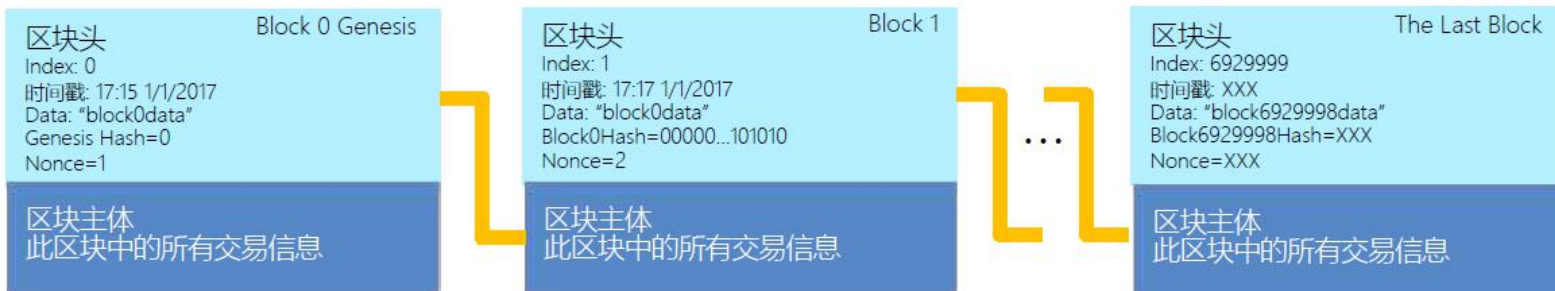 Block 0 Genesis
区块头
Index: 0
时间戳: 17:15 1/1/2017
Data: “block0data”
Genesis Hash=0
Nonce=1
区块主体
此区块中的所有交易信息
Block 1
区块头
Index: 1
时间戳: 17:17 1/1/2017
Data: “block0data”
Block0Hash=00000...101010
Nonce=2
区块主体
此区块中的所有交易信息
...
The Last Block
区块头
Index: 6929999
时间戳: XXX
Data: “block6929998data”
Block6929998Hash=XXX
Nonce=XXX
区块主体
此区块中的所有交易信息